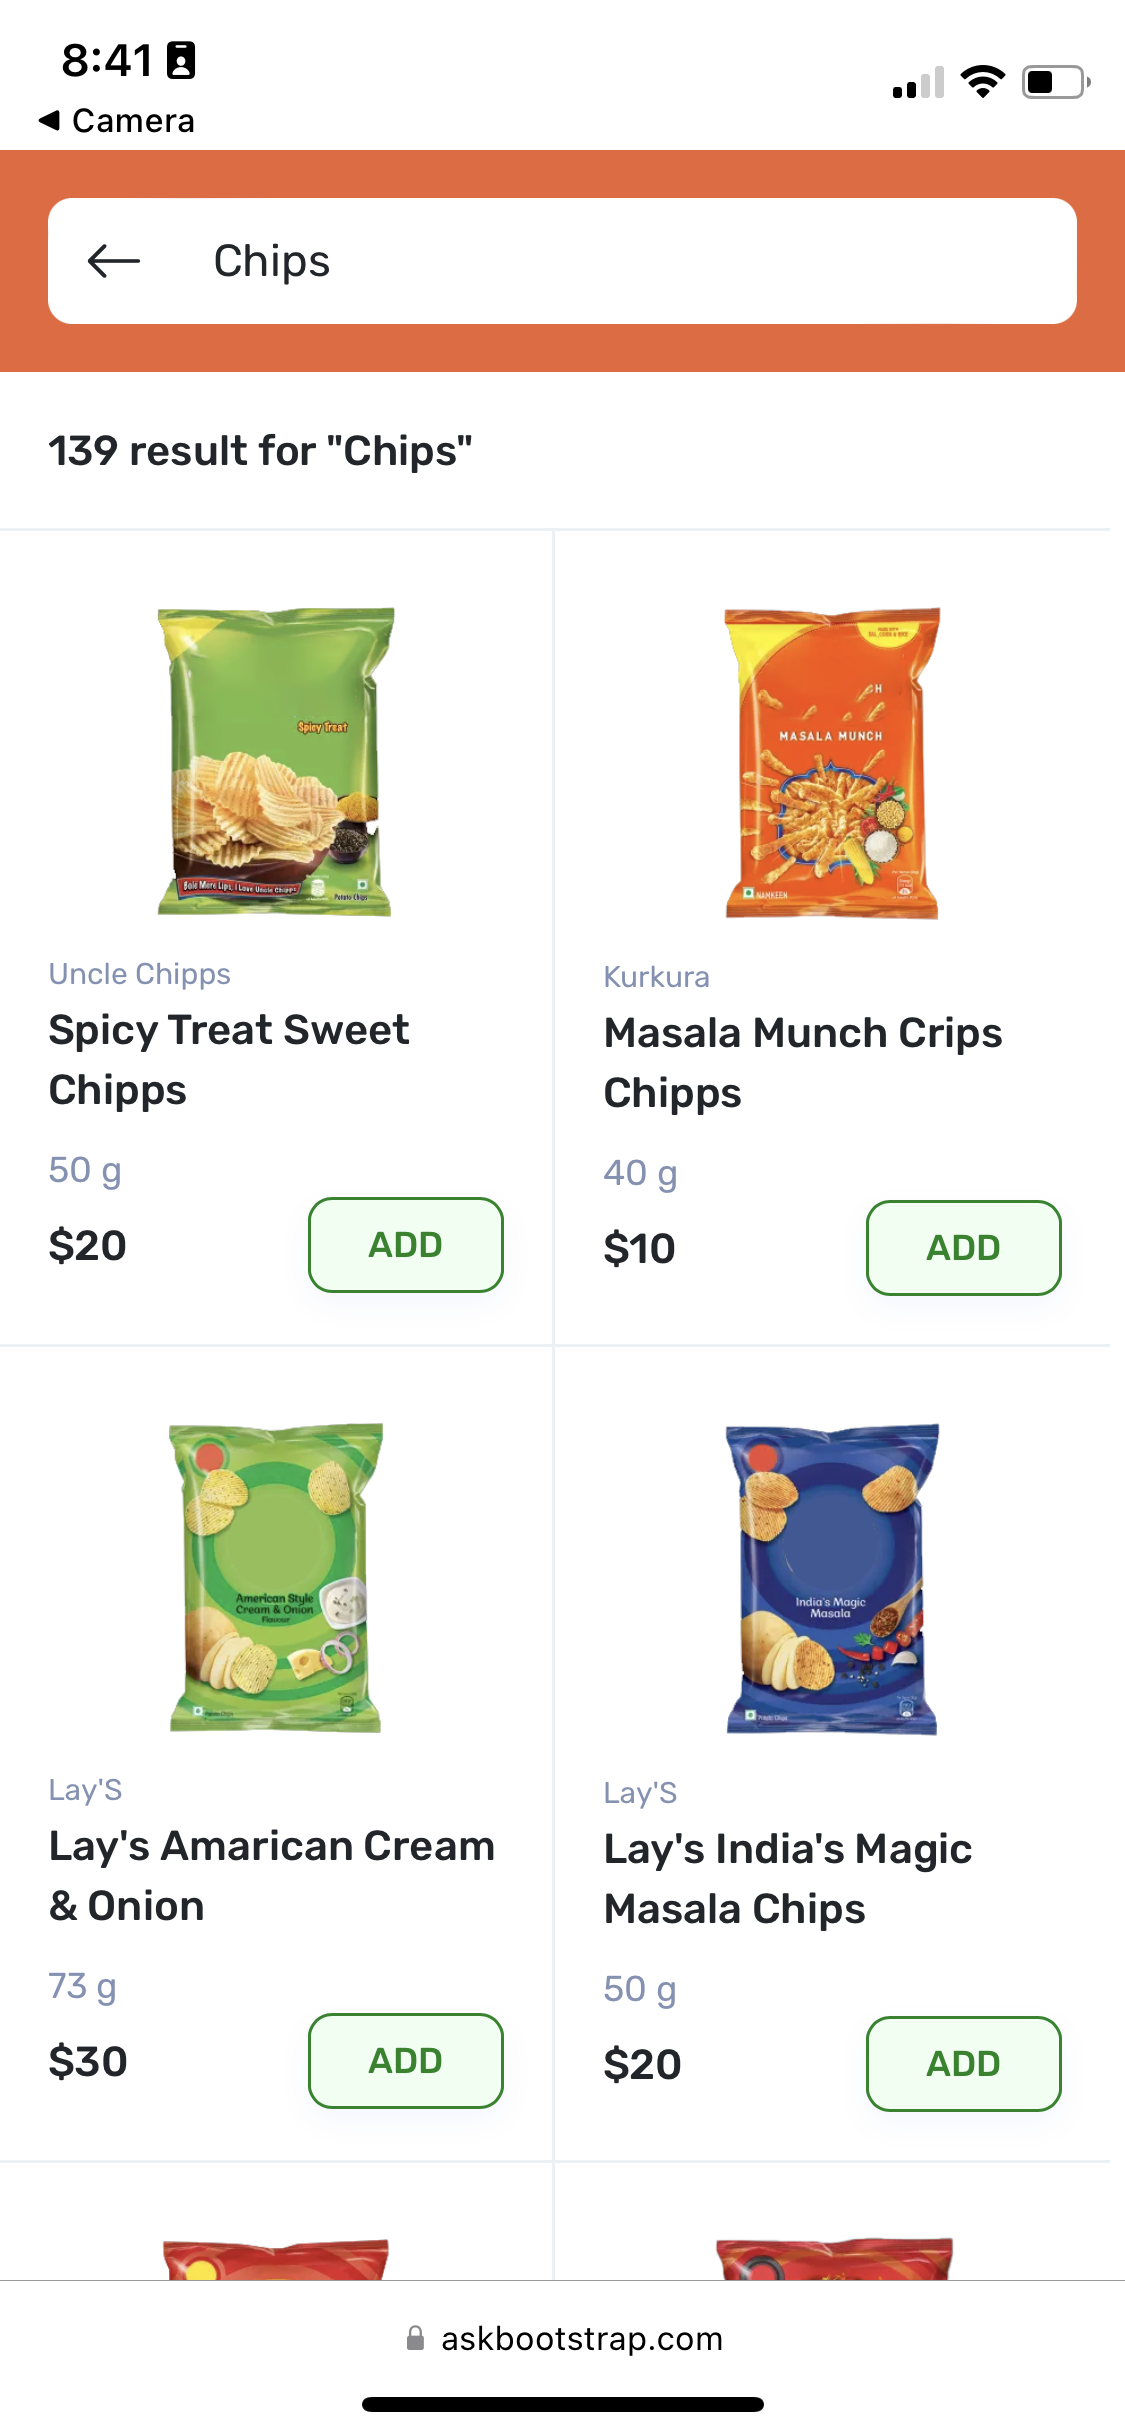 8:41
Camera
Chips
139 result for "Chips"
Spicy Treat
Bole Mere Lips, I Love Uncle Chipps
Potato Chips
MASALA MUNCH
NAMKEEN
Uncle Chipps
Spicy Treat Sweet
Chipps
50 g
$20
ADD
Kurkura
Masala Munch Crips
Chipps
40 g
$10
ADD
American Style
Cream & Onion
Flavour
India's Magic
Masala
Lay'S
Lay's Amarican Cream
& Onion
73 g
$30
ADD
Lay'S
Lay's India's Magic
Masala Chips
50 g
$20
ADD
askbootstrap.com